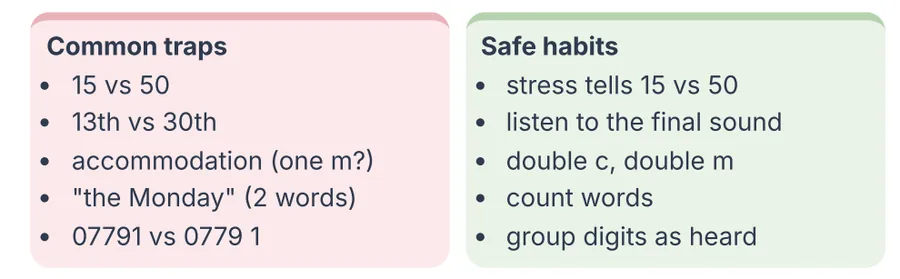 Common traps
• 15 vs 50
• 13th vs 30th
• accommodation (one m?)
• "the Monday" (2 words)
• 07791 vs 0779 1
Safe habits
• stress tells 15 vs 50
• listen to the final sound
• double c, double m
• count words
• group digits as heard